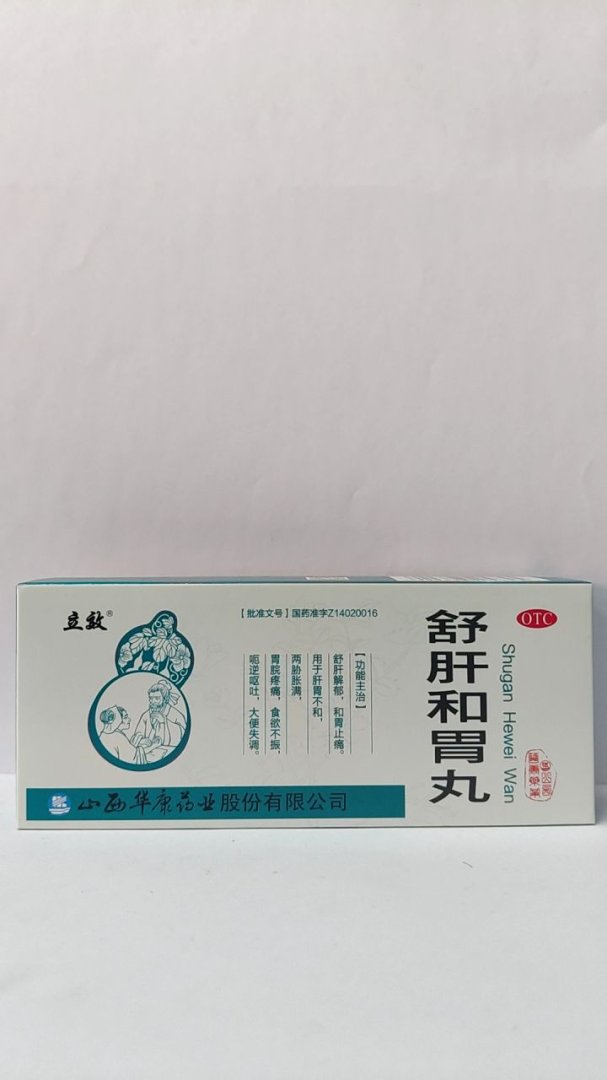 立效®
【批准文号】国药准字Z14020016
【功能主治】
舒肝解郁，和胃止痛。
用于肝胃不和，
两胁胀满，
胃脘疼痛，食欲不振，
呃逆呕吐，大便失调。
舒肝和胃丸
Shugan Hewei Wan
OTC
山西华康药业股份有限公司